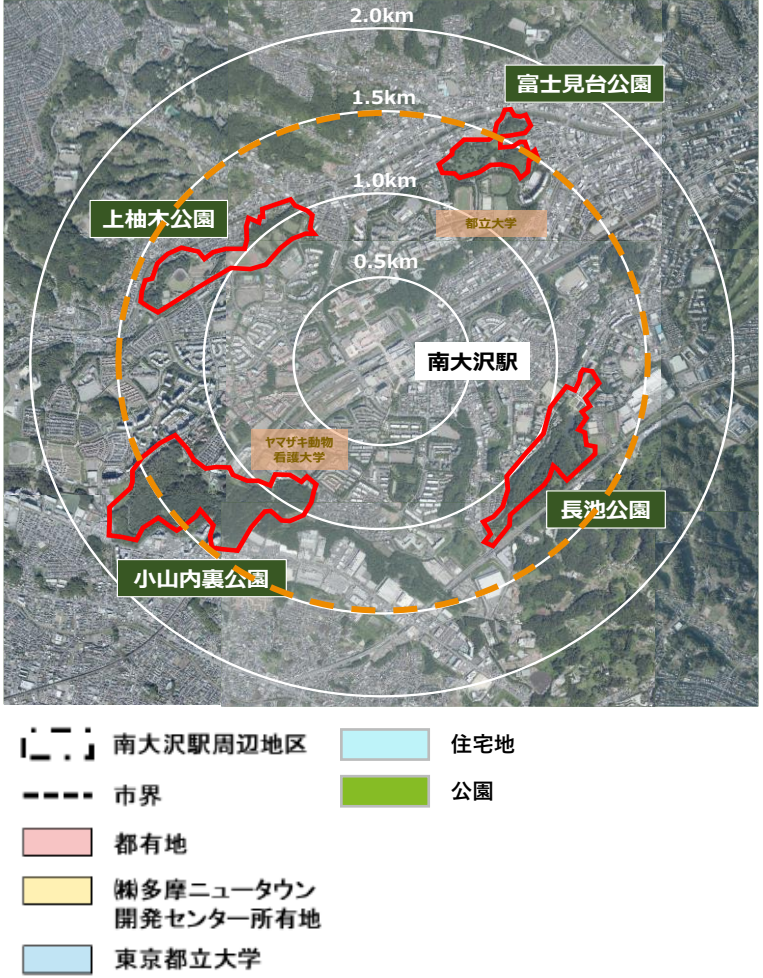 2.0km
富士見台公園
1.5km
1.0km
上柚木公園
都立大学
0.5km
南大沢駅
ヤマザキ動物
看護大学
長池公園
小山内裏公園
南大沢駅周辺地区
住宅地
市界
公園
都有地
㈱多摩ニュータウン
開発センター所有地
東京都立大学